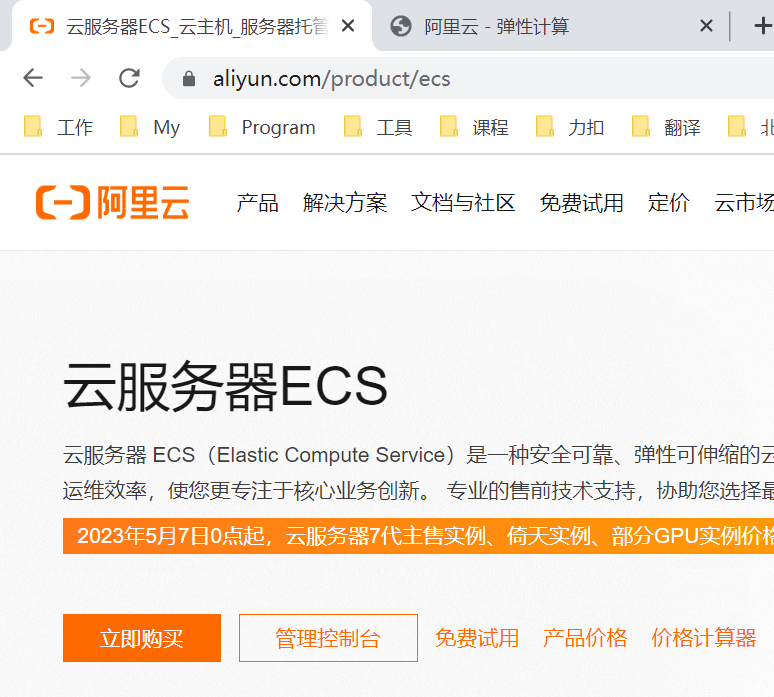 云服务器ECS_云主机_服务器托管
阿里云 - 弹性计算
aliyun.com/product/ecs
工作 My Program 工具 课程 力扣 翻译 北
阿里云 产品 解决方案 文档与社区 免费试用 定价 云市场
云服务器ECS
云服务器 ECS（Elastic Compute Service）是一种安全可靠、弹性可伸缩的云
运维效率，使您更专注于核心业务创新。 专业的售前技术支持，协助您选择最
2023年5月7日0点起，云服务器7代主售实例、倚天实例、部分GPU实例价格
立即购买 管理控制台 免费试用 产品价格 价格计算器